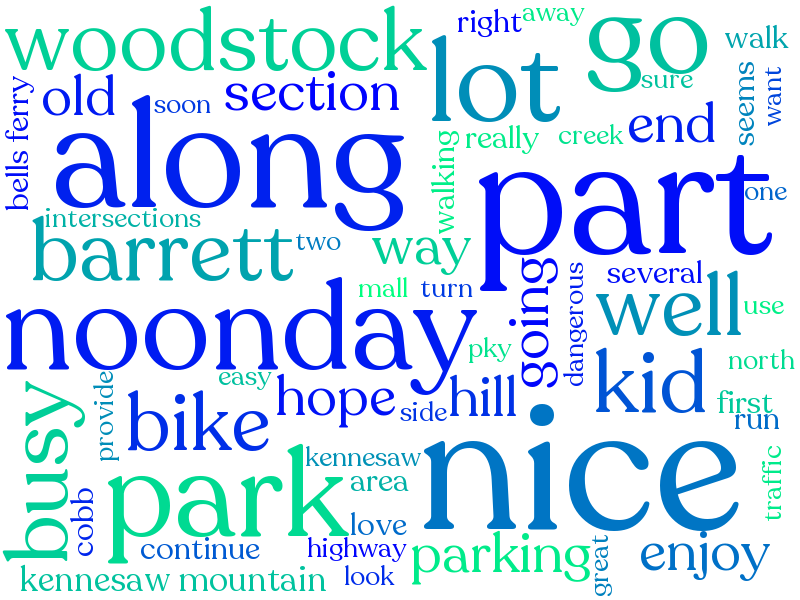 woodstock
right
away
go
walk
sure
seems
want
bells ferry
old
soon
section
lot
really
creek
end
along
walking
part
one
intersections
barrett
two
way
several
mall
turn
going
dangerous
well
use
noonday
pky
north
easy
hope
side
hill
kid
first
run
busy
provide
bike
nice
kennesaw
area
traffic
cobb
park
love
continue
highway
parking
great
enjoy
kennesaw mountain
look